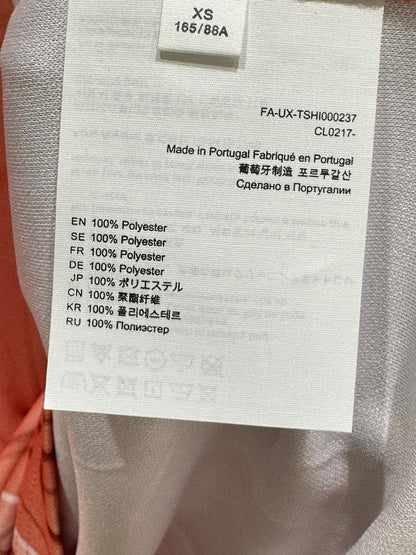 XS
165/88A
FA-UX-TSHI000237
CL0217-
Made in Portugal Fabriqué en Portugal
葡萄牙制造 포르투갈산
Сделано в Португалии
EN 100% Polyester
SE 100% Polyester
FR 100% Polyester
DE 100% Polyester
JP 100% ポリエステル
CN 100% 聚酯纤维
KR 100% 폴리에스테르
RU 100% Полиэстер